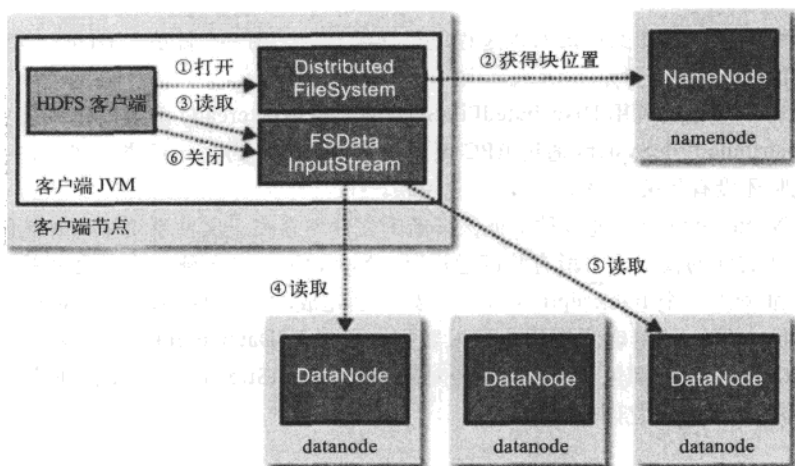 ①打开
Distributed
FileSystem
②获得块位置
NameNode
HDFS 客户端
③读取
FSData
InputStream
namenode
⑥关闭
客户端 JVM
客户端节点
④读取
⑤读取
DataNode
DataNode
DataNode
datanode
datanode
datanode